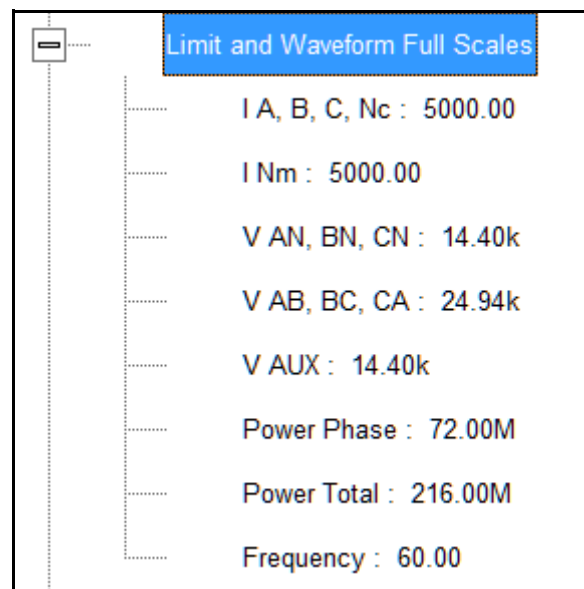 Limit and Waveform Full Scales
I A, B, C, Nc : 5000.00
I Nm : 5000.00
V AN, BN, CN : 14.40k
V AB, BC, CA : 24.94k
V AUX : 14.40k
Power Phase : 72.00M
Power Total : 216.00M
Frequency : 60.00